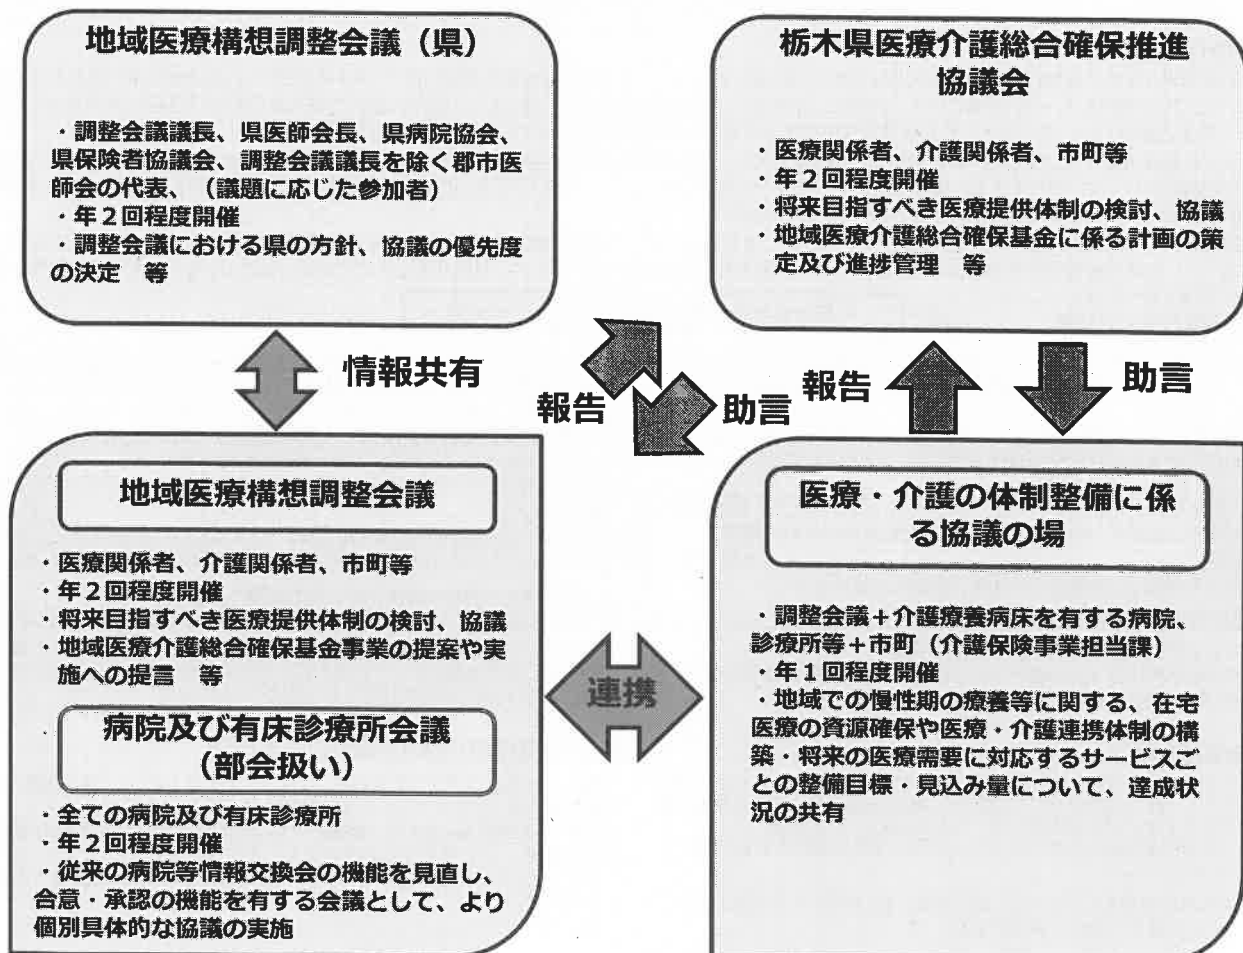 地域医療構想調整会議（県）
・調整会議議長、県医師会長、県病院協会、
県保険者協議会、調整会議議長を除く郡市医
師会の代表、（議題に応じた参加者）
・年２回程度開催
・調整会議における県の方針、協議の優先度
の決定　等
栃木県医療介護総合確保推進
協議会
・医療関係者、介護関係者、市町等
・年２回程度開催
・将来目指すべき医療提供体制の検討、協議
・地域医療介護総合確保基金に係る計画の策
定及び進捗管理　等
情報共有
報告
助言
報告
助言
地域医療構想調整会議
・医療関係者、介護関係者、市町等
・年２回程度開催
・将来目指すべき医療提供体制の検討、協議
・地域医療介護総合確保基金事業の提案や実
施への提言　等
病院及び有床診療所会議
（部会扱い）
・全ての病院及び有床診療所
・年２回程度開催
・従来の病院等情報交換会の機能を見直し、
合意・承認の機能を有する会議として、より
個別具体的な協議の実施
連携
医療・介護の体制整備に係
る協議の場
・調整会議＋介護療養病床を有する病院、
診療所等＋市町（介護保険事業担当課）
・年１回程度開催
・地域での慢性期の療養等に関する、在宅
医療の資源確保や医療・介護連携体制の構
築・将来の医療需要に対応するサービスご
との整備目標・見込み量について、達成状
況の共有